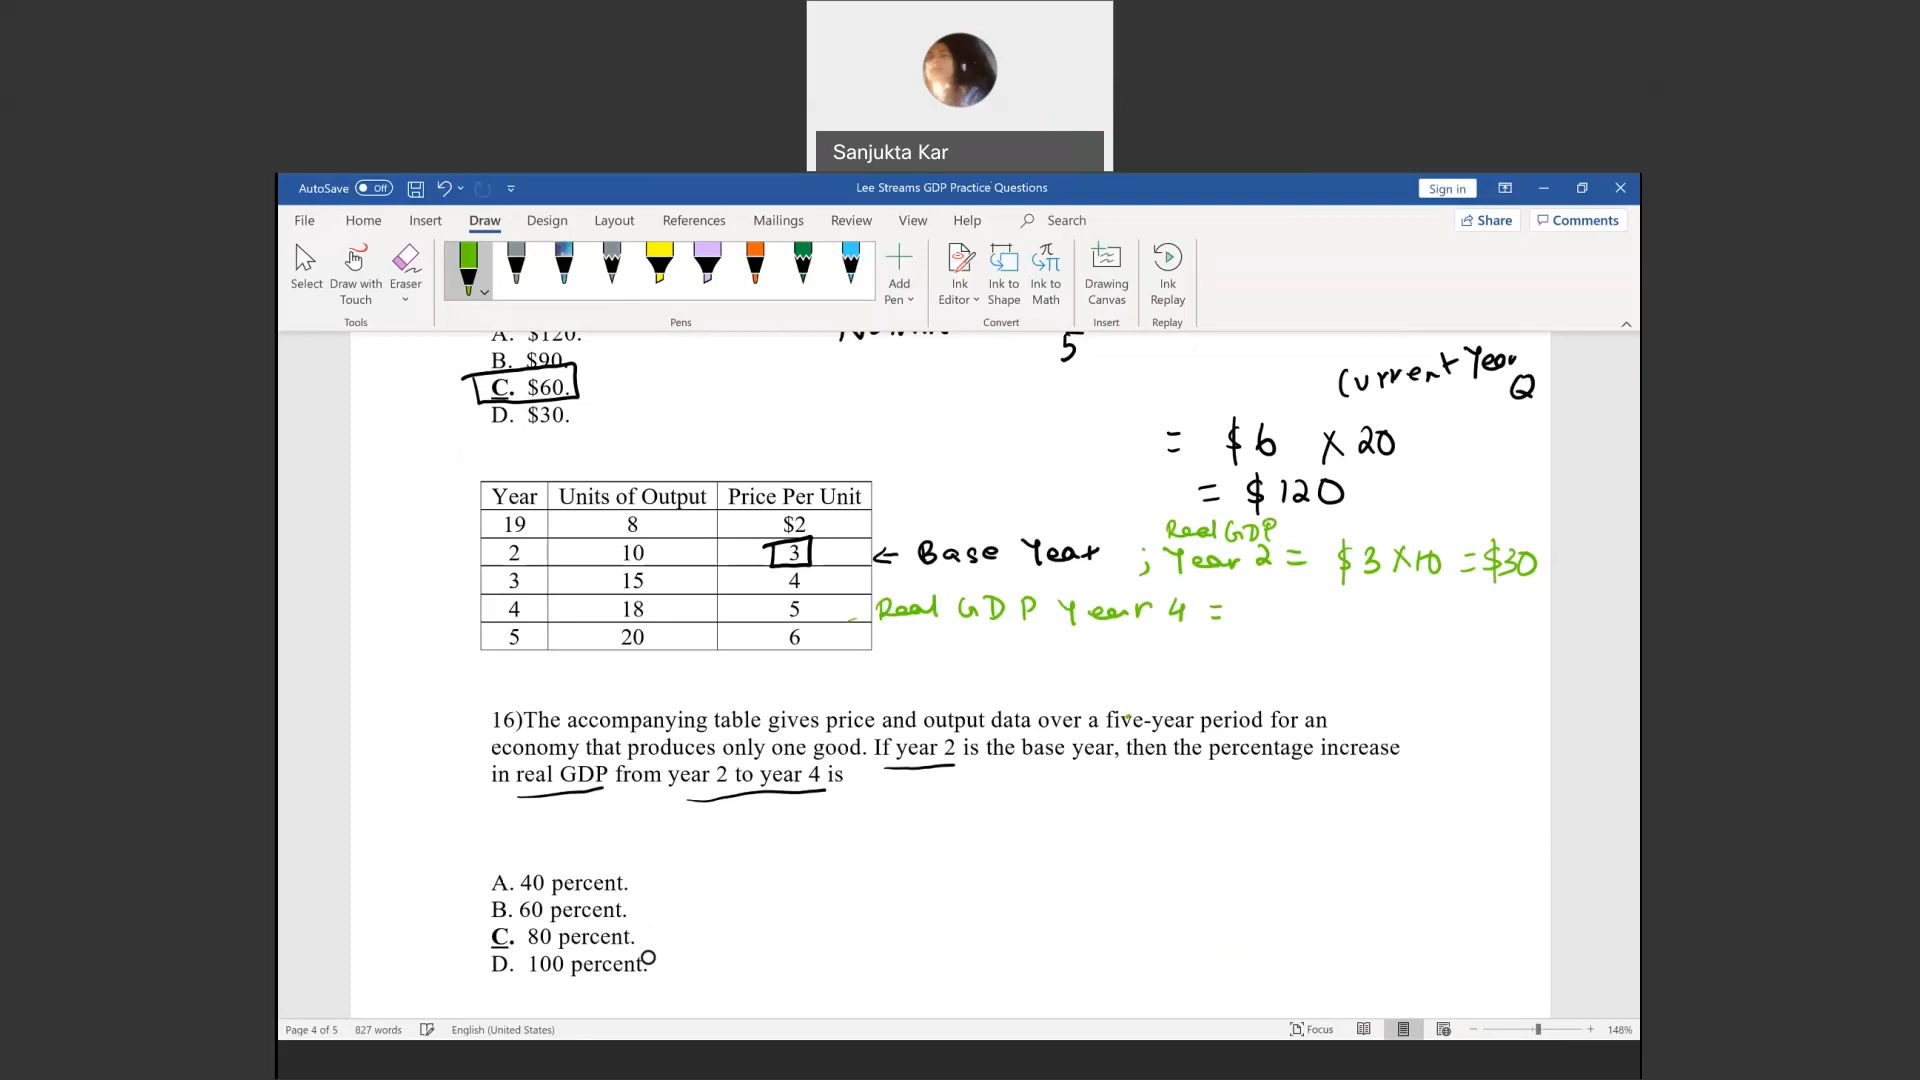 Sanjukta Kar
AutoSave Off
Lee Streams GDP Practice Questions
Sign in
File Home Insert Draw Design Layout References Mailings Review View Help Search
Share Comments
Select Draw with Touch Eraser
Add Pen
Ink Editor Ink to Shape Ink to Math
Drawing Canvas
Ink Replay
Tools Pens Convert Insert Replay
A. $120.
5
B. $90.
C. $60.
D. $30.
Current Year
Q
= $6 × 20
= $120
Year Units of Output Price Per Unit
19 8 $2
2 10 3
3 15 4
4 18 5
5 20 6
← Base Year
Real GDP
; Year 2 = $3 × 10 = $30
Real GDP Year 4 =
16)The accompanying table gives price and output data over a five-year period for an
economy that produces only one good. If year 2 is the base year, then the percentage increase
in real GDP from year 2 to year 4 is
A. 40 percent.
B. 60 percent.
C. 80 percent.
D. 100 percent.
Page 4 of 5 827 words English (United States) Focus 148%